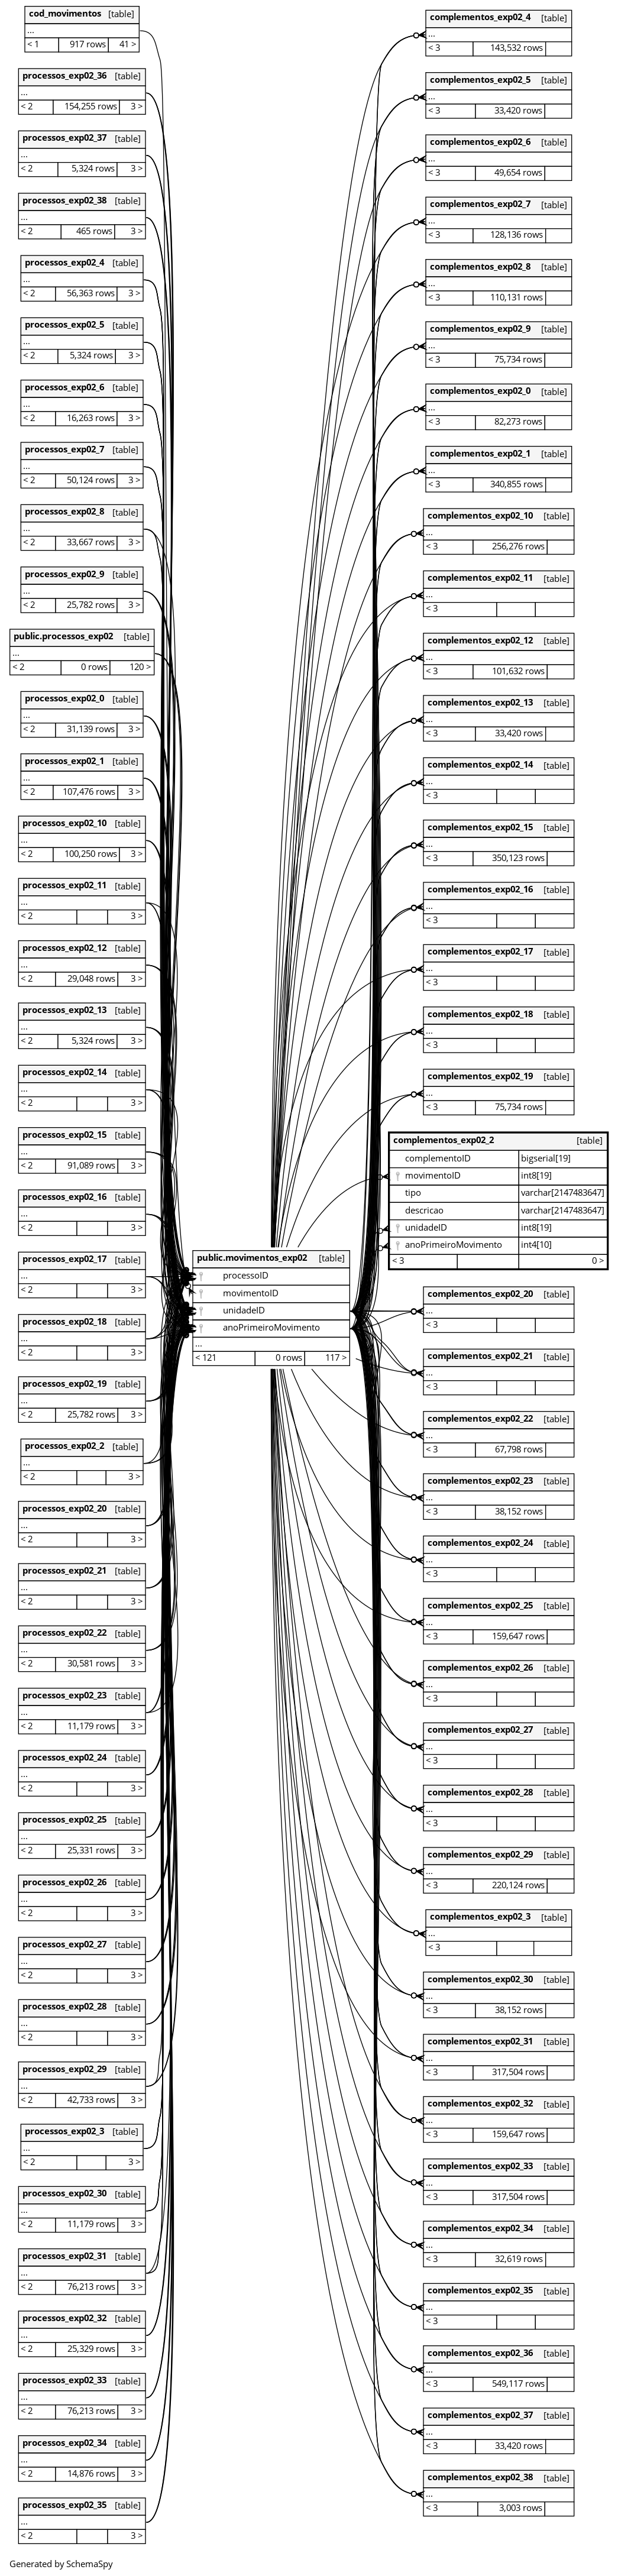 cod_movimentos [table]
...
< 1 917 rows 41 >
processos_exp02_36 [table]
...
< 2 154,255 rows 3 >
processos_exp02_37 [table]
...
< 2 5,324 rows 3 >
processos_exp02_38 [table]
...
< 2 465 rows 3 >
processos_exp02_4 [table]
...
< 2 56,363 rows 3 >
processos_exp02_5 [table]
...
< 2 5,324 rows 3 >
processos_exp02_6 [table]
...
< 2 16,263 rows 3 >
processos_exp02_7 [table]
...
< 2 50,124 rows 3 >
processos_exp02_8 [table]
...
< 2 33,667 rows 3 >
processos_exp02_9 [table]
...
< 2 25,782 rows 3 >
public.processos_exp02 [table]
...
< 2 0 rows 120 >
processos_exp02_0 [table]
...
< 2 31,139 rows 3 >
processos_exp02_1 [table]
...
< 2 107,476 rows 3 >
processos_exp02_10 [table]
...
< 2 100,250 rows 3 >
processos_exp02_11 [table]
...
< 2 3 >
processos_exp02_12 [table]
...
< 2 29,048 rows 3 >
processos_exp02_13 [table]
...
< 2 5,324 rows 3 >
processos_exp02_14 [table]
...
< 2 3 >
processos_exp02_15 [table]
...
< 2 91,089 rows 3 >
processos_exp02_16 [table]
...
< 2 3 >
processos_exp02_17 [table]
...
< 2 3 >
processos_exp02_18 [table]
...
< 2 3 >
processos_exp02_19 [table]
...
< 2 25,782 rows 3 >
processos_exp02_2 [table]
...
< 2 3 >
processos_exp02_20 [table]
...
< 2 3 >
processos_exp02_21 [table]
...
< 2 3 >
processos_exp02_22 [table]
...
< 2 30,581 rows 3 >
processos_exp02_23 [table]
...
< 2 11,179 rows 3 >
processos_exp02_24 [table]
...
< 2 3 >
processos_exp02_25 [table]
...
< 2 25,331 rows 3 >
processos_exp02_26 [table]
...
< 2 3 >
processos_exp02_27 [table]
...
< 2 3 >
processos_exp02_28 [table]
...
< 2 3 >
processos_exp02_29 [table]
...
< 2 42,733 rows 3 >
processos_exp02_3 [table]
...
< 2 3 >
processos_exp02_30 [table]
...
< 2 11,179 rows 3 >
processos_exp02_31 [table]
...
< 2 76,213 rows 3 >
processos_exp02_32 [table]
...
< 2 25,329 rows 3 >
processos_exp02_33 [table]
...
< 2 76,213 rows 3 >
processos_exp02_34 [table]
...
< 2 14,876 rows 3 >
processos_exp02_35 [table]
...
< 2 3 >
public.movimentos_exp02 [table]
processoID
movimentoID
unidadeID
anoPrimeiroMovimento
...
< 121 0 rows 117 >
complementos_exp02_4 [table]
...
< 3 143,532 rows
complementos_exp02_5 [table]
...
< 3 33,420 rows
complementos_exp02_6 [table]
...
< 3 49,654 rows
complementos_exp02_7 [table]
...
< 3 128,136 rows
complementos_exp02_8 [table]
...
< 3 110,131 rows
complementos_exp02_9 [table]
...
< 3 75,734 rows
complementos_exp02_0 [table]
...
< 3 82,273 rows
complementos_exp02_1 [table]
...
< 3 340,855 rows
complementos_exp02_10 [table]
...
< 3 256,276 rows
complementos_exp02_11 [table]
...
< 3
complementos_exp02_12 [table]
...
< 3 101,632 rows
complementos_exp02_13 [table]
...
< 3 33,420 rows
complementos_exp02_14 [table]
...
< 3
complementos_exp02_15 [table]
...
< 3 350,123 rows
complementos_exp02_16 [table]
...
< 3
complementos_exp02_17 [table]
...
< 3
complementos_exp02_18 [table]
...
< 3
complementos_exp02_19 [table]
...
< 3 75,734 rows
complementos_exp02_2 [table]
complementoID bigserial[19]
movimentoID int8[19]
tipo varchar[2147483647]
descricao varchar[2147483647]
unidadeID int8[19]
anoPrimeiroMovimento int4[10]
< 3 0 >
complementos_exp02_20 [table]
...
< 3
complementos_exp02_21 [table]
...
< 3
complementos_exp02_22 [table]
...
< 3 67,798 rows
complementos_exp02_23 [table]
...
< 3 38,152 rows
complementos_exp02_24 [table]
...
< 3
complementos_exp02_25 [table]
...
< 3 159,647 rows
complementos_exp02_26 [table]
...
< 3
complementos_exp02_27 [table]
...
< 3
complementos_exp02_28 [table]
...
< 3
complementos_exp02_29 [table]
...
< 3 220,124 rows
complementos_exp02_3 [table]
...
< 3
complementos_exp02_30 [table]
...
< 3 38,152 rows
complementos_exp02_31 [table]
...
< 3 317,504 rows
complementos_exp02_32 [table]
...
< 3 159,647 rows
complementos_exp02_33 [table]
...
< 3 317,504 rows
complementos_exp02_34 [table]
...
< 3 32,619 rows
complementos_exp02_35 [table]
...
< 3
complementos_exp02_36 [table]
...
< 3 549,117 rows
complementos_exp02_37 [table]
...
< 3 33,420 rows
complementos_exp02_38 [table]
...
< 3 3,003 rows
Generated by SchemaSpy